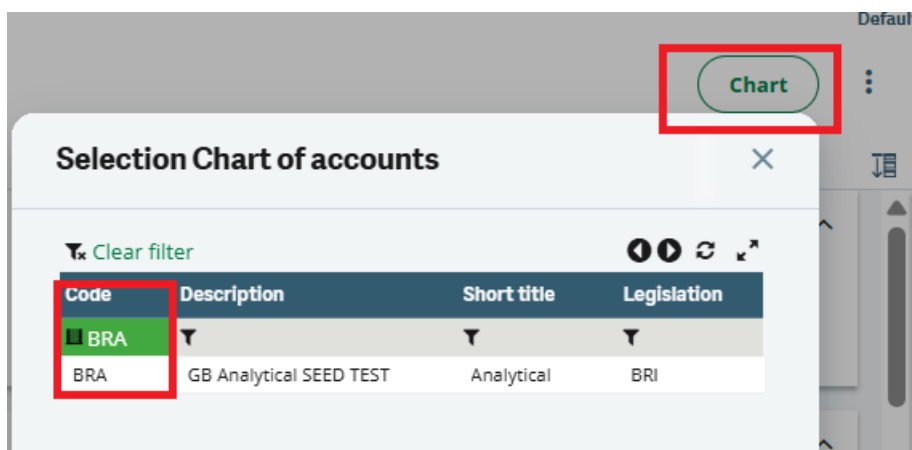 Defaul
Chart
Selection Chart of accounts
Clear filter
Code Description Short title Legislation
BRA
BRA GB Analytical SEED TEST Analytical BRI